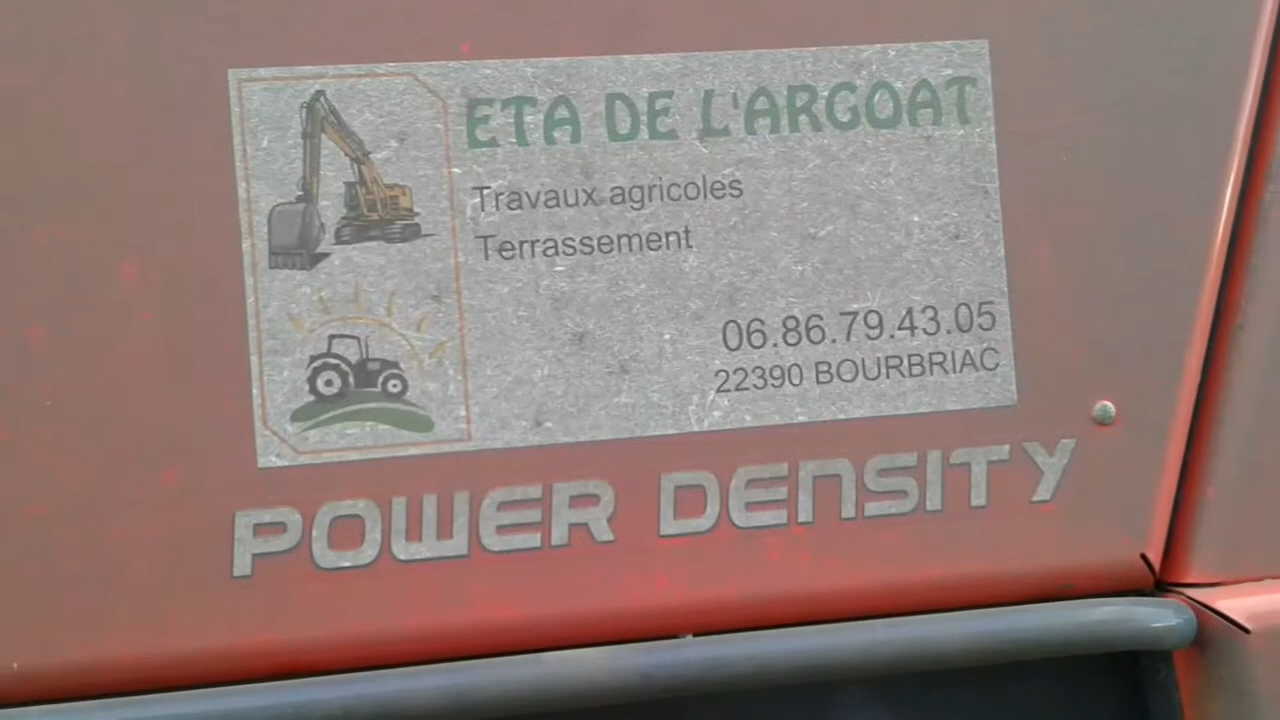 ETA DE L'ARGOAT
Travaux agricoles
Terrassement
06.86.79.43.05
22390 BOURBRIAC
POWER DENSITY